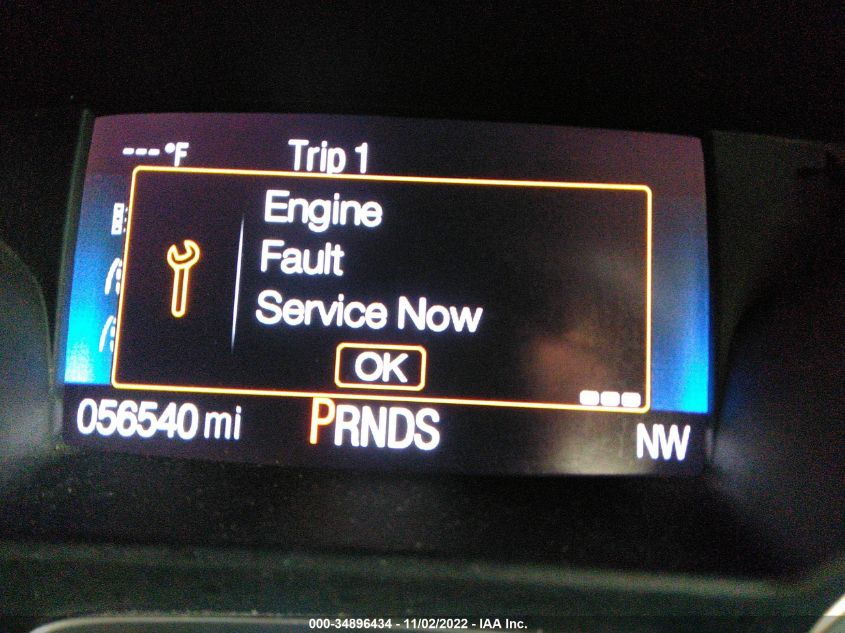 ---°F Trip 1
Engine
Fault
Service Now
OK
056540 mi PRNDS NW
000-34896434 - 11/02/2022 - IAA Inc.